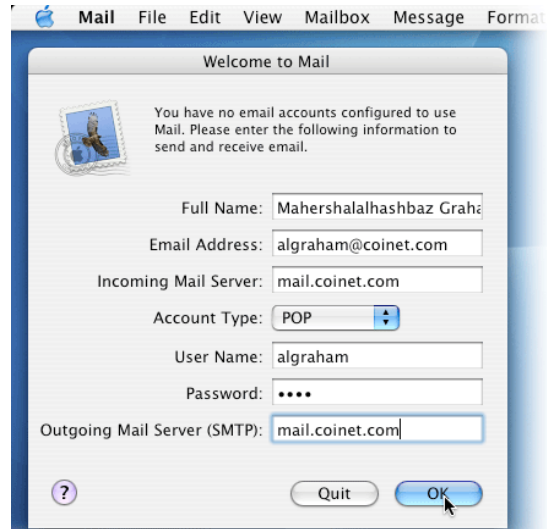 Mail File Edit View Mailbox Message Format
Welcome to Mail
You have no email accounts configured to use
Mail. Please enter the following information to
send and receive email.
Full Name: Mahershalalhashbaz Graha
Email Address: algraham@coinet.com
Incoming Mail Server: mail.coinet.com
Account Type: POP
User Name: algraham
Password: ••••
Outgoing Mail Server (SMTP): mail.coinet.com
? Quit OK